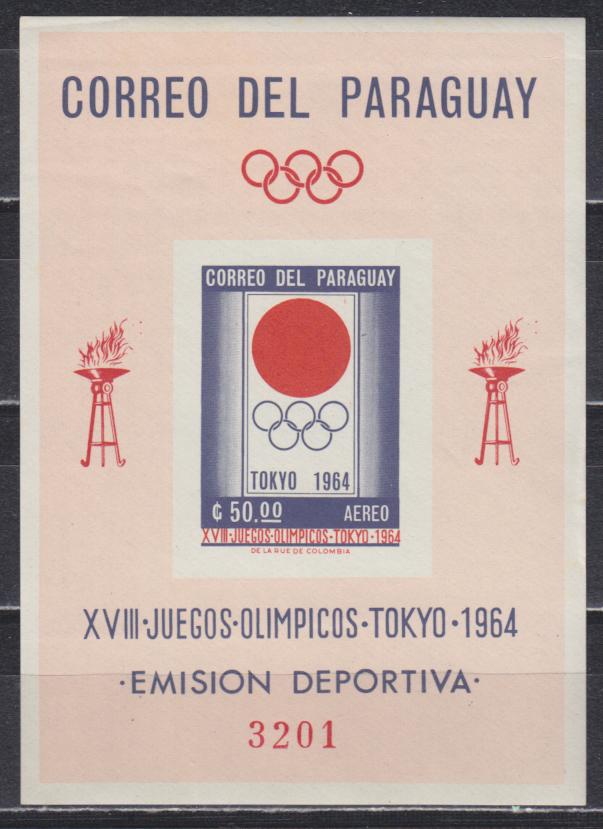 CORREO DEL PARAGUAY
CORREO DEL PARAGUAY
TOKYO 1964
₲ 50.00 AEREO
XVIII·JUEGOS·OLIMPICOS·TOKYO·1964
DE LA RUE DE COLOMBIA
XVIII·JUEGOS·OLIMPICOS·TOKYO·1964
·EMISION DEPORTIVA·
3201